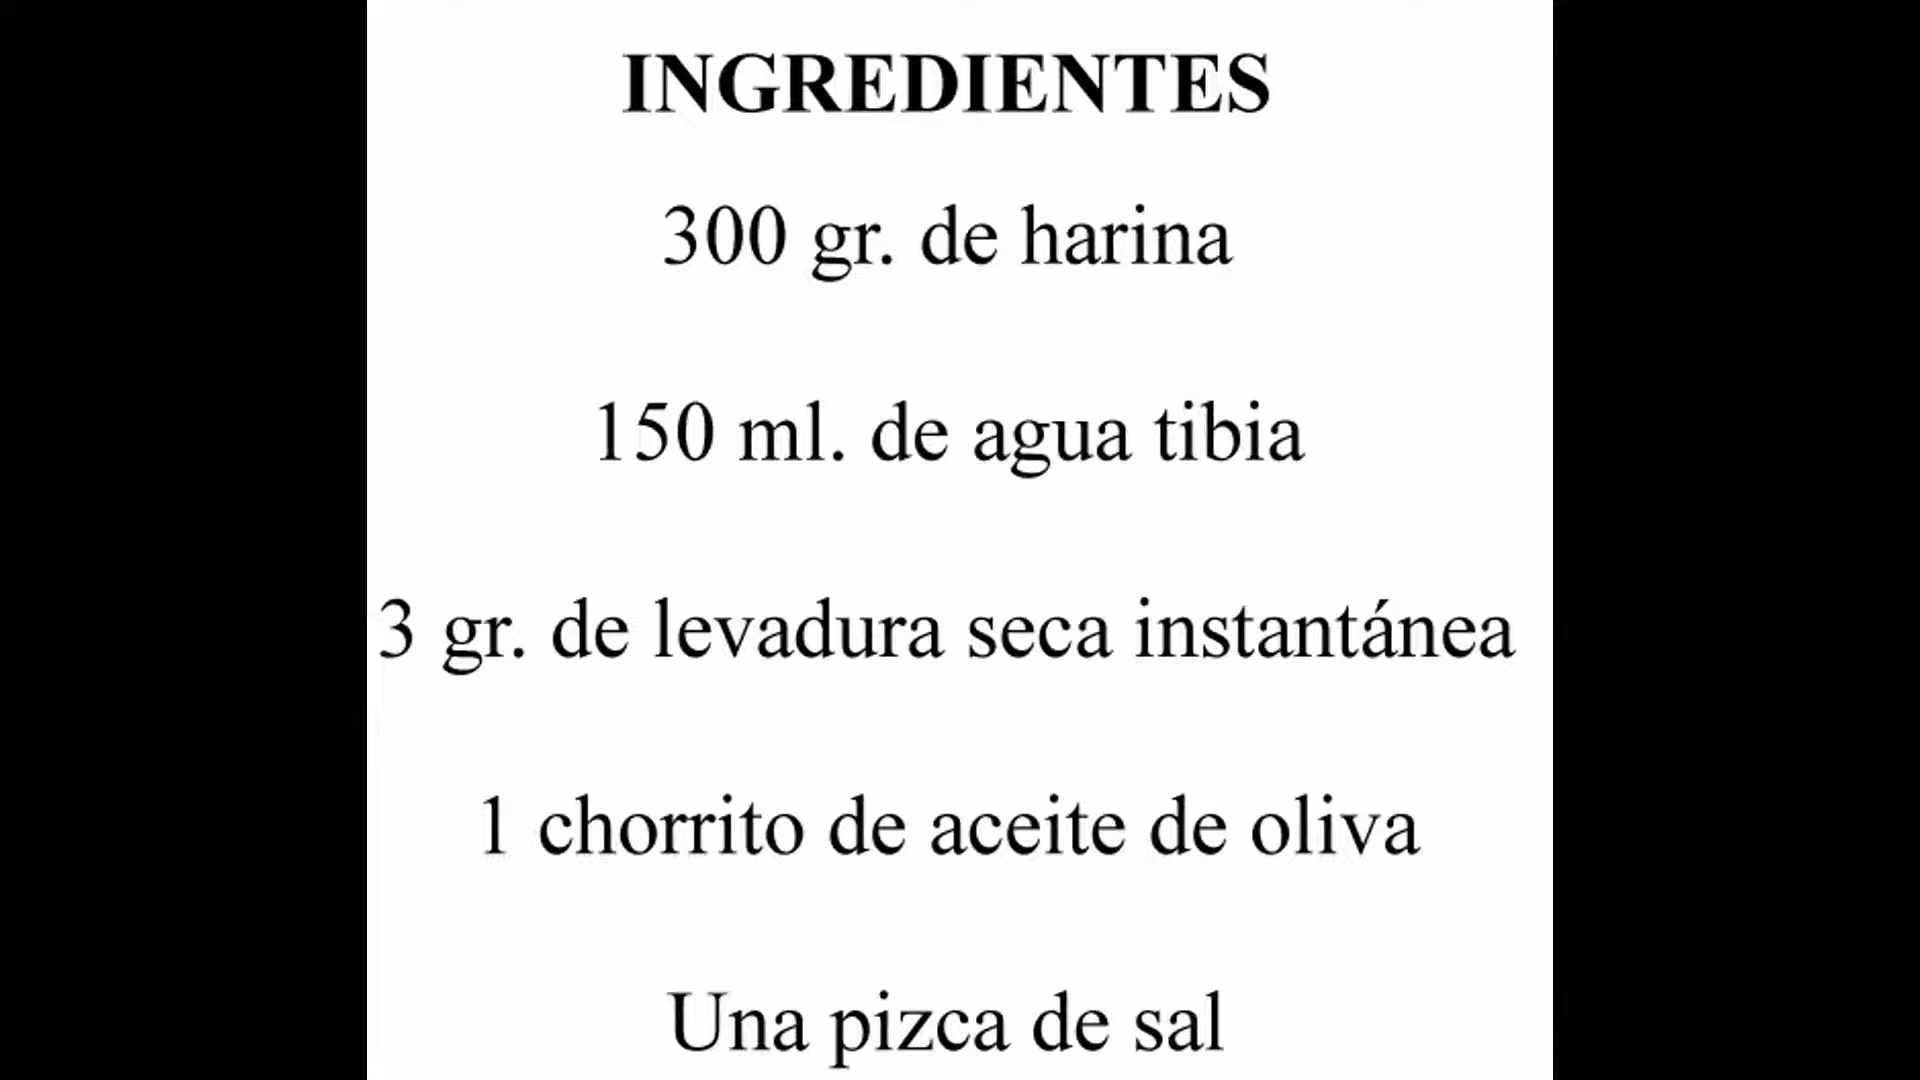 INGREDIENTES
300 gr. de harina
150 ml. de agua tibia
3 gr. de levadura seca instantánea
1 chorrito de aceite de oliva
Una pizca de sal